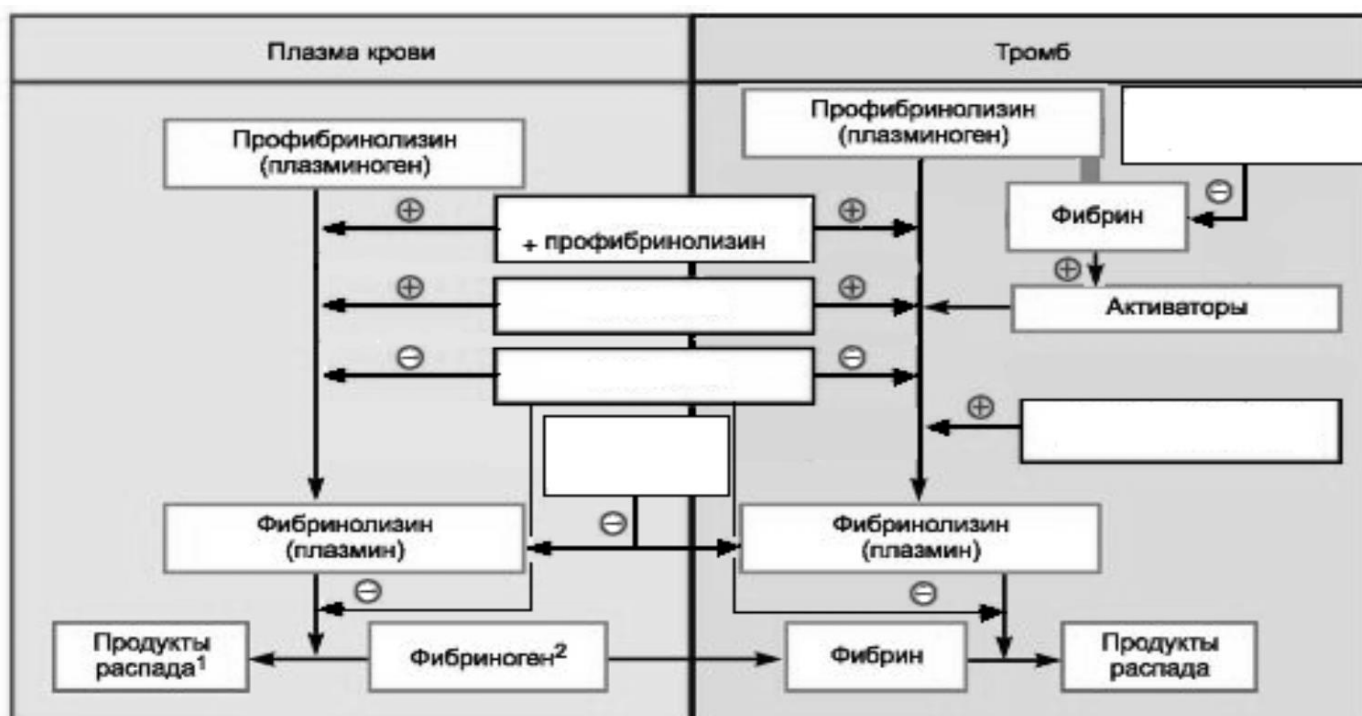 Плазма крови
Тромб
Профибринолизин
(плазминоген)
Профибринолизин
(плазминоген)
⊕
⊕
⊖
+ профибринолизин
Фибрин
⊕
⊕
⊕
Активаторы
⊖
⊖
⊕
Фибринолизин
(плазмин)
⊖
Фибринолизин
(плазмин)
⊖
⊖
Продукты
распада¹
Фибриноген²
Фибрин
Продукты
распада